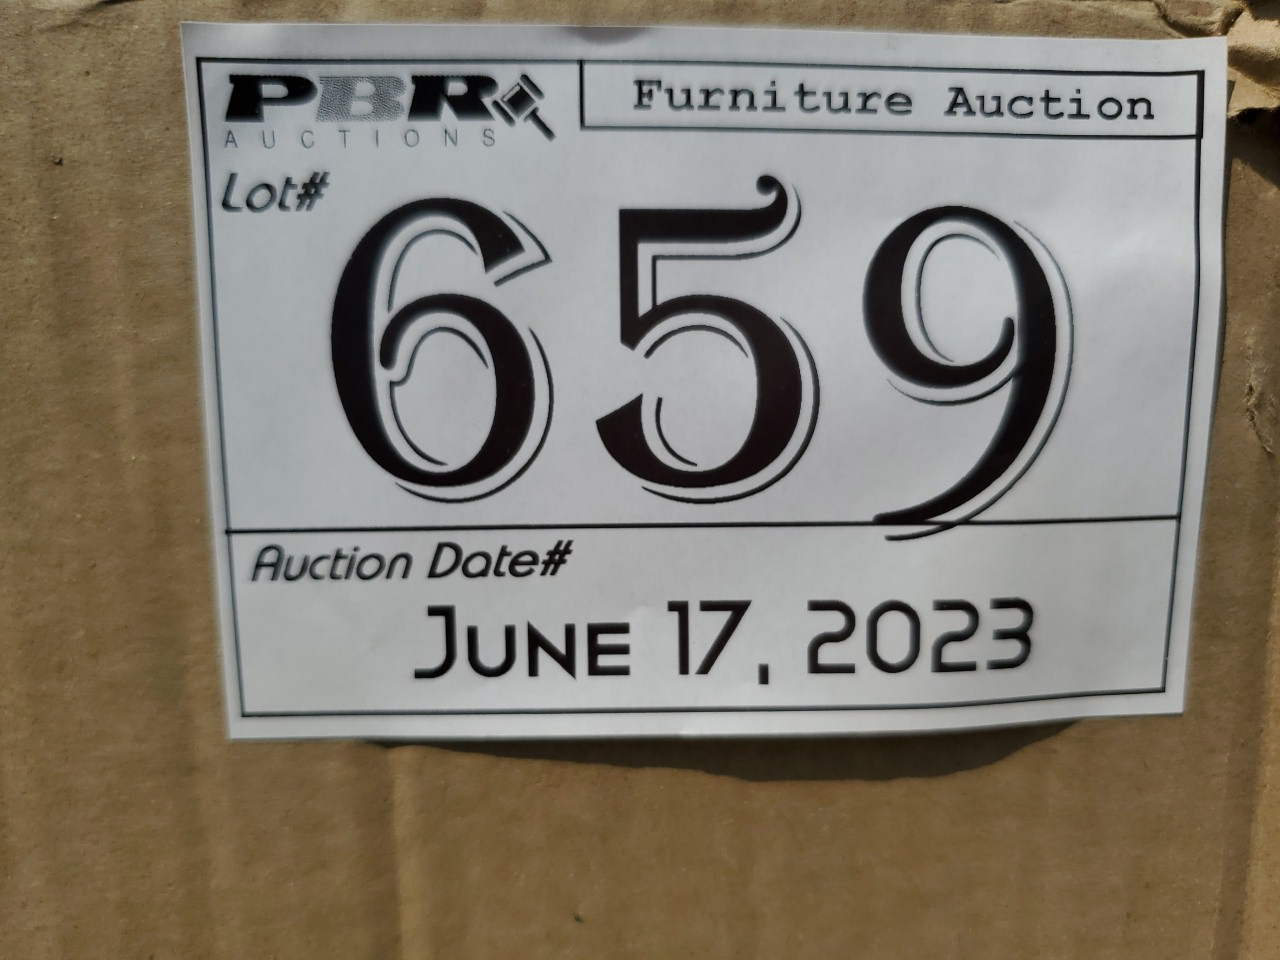 PBR
AUCTIONS
Furniture Auction
Lot#
659
Auction Date#
June 17, 2023